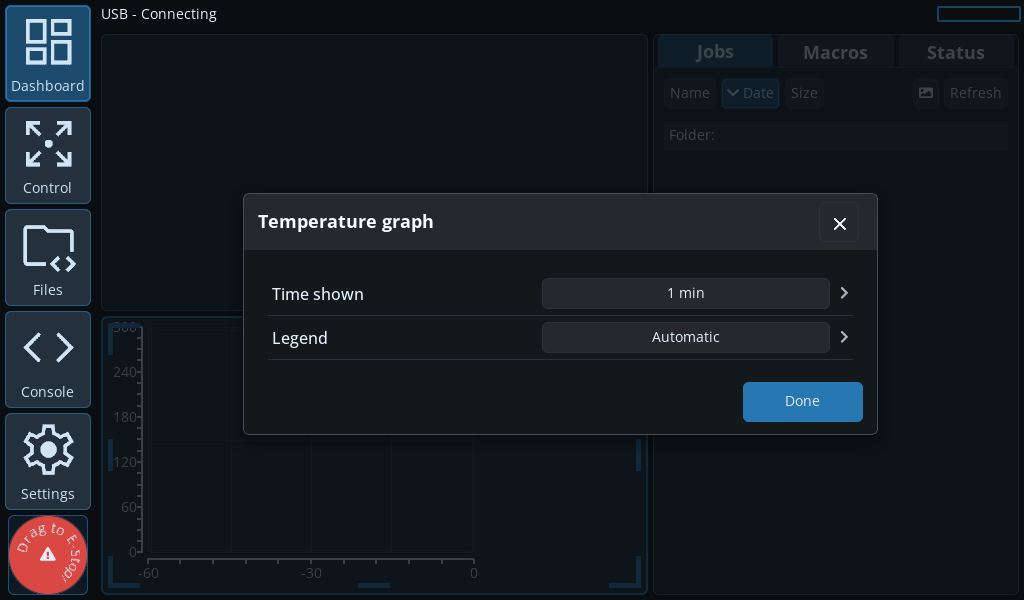 USB - Connecting
Dashboard
Control
Files
Console
Settings
Drag to E-Stop!
Jobs Macros Status
Name Date Size Refresh
Folder:
Temperature graph
Time shown 1 min
Legend Automatic
Done
300
240
180
120
60
0
-60 -30 0